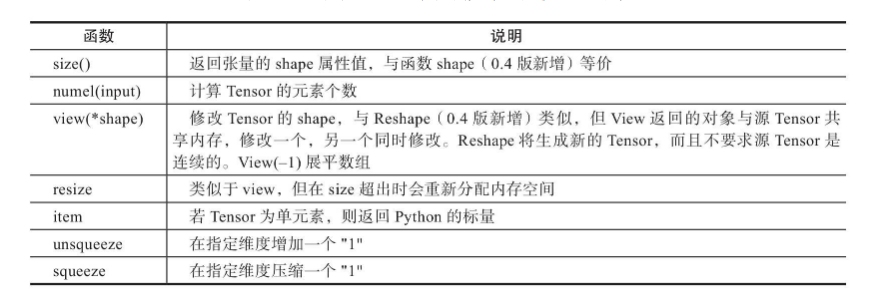 函数 说明
size() 返回张量的 shape 属性值，与函数 shape（0.4 版新增）等价
numel(input) 计算 Tensor 的元素个数
view(*shape) 修改 Tensor 的 shape，与 Reshape（0.4 版新增）类似，但 View 返回的对象与源 Tensor 共
享内存，修改一个，另一个同时修改。Reshape 将生成新的 Tensor，而且不要求源 Tensor 是
连续的。View(–1) 展平数组
resize 类似于 view，但在 size 超出时会重新分配内存空间
item 若 Tensor 为单元素，则返回 Python 的标量
unsqueeze 在指定维度增加一个 "1"
squeeze 在指定维度压缩一个 "1"